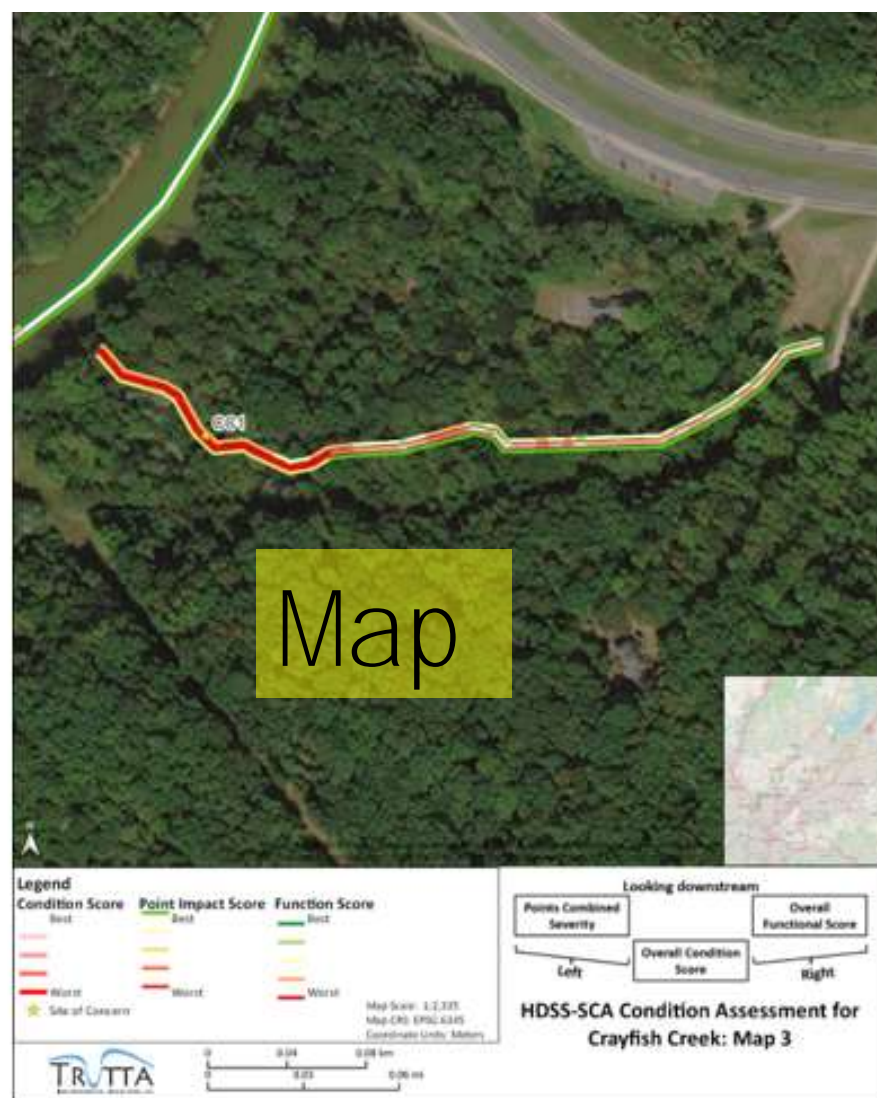 CC1
Map
N
Legend
Condition Score
Best
Worst
Site of Concern
Point Impact Score
Best
Worst
Function Score
Best
Worst
Map Scale: 1:2,335
Map CRS: EPSG:6345
Coordinate Units: Meters
0 0.04 0.08 km
0 0.03 0.06 mi
TRUTTA
Looking downstream
Points Combined
Severity
Overall
Functional Score
Overall Condition
Score
Left
Right
HDSS-SCA Condition Assessment for
Crayfish Creek: Map 3